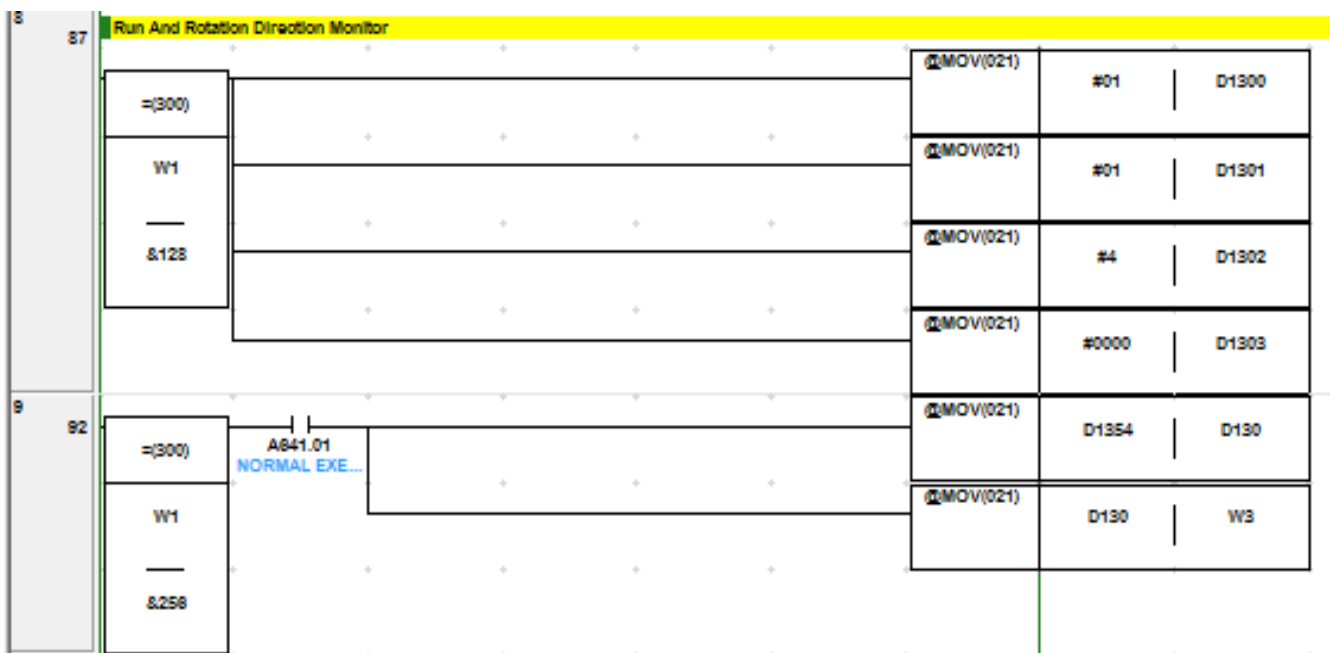 8
87
Run And Rotation Direction Monitor
@MOV(021)
#01 D1300
=(300)
W1
&128
@MOV(021)
#01 D1301
@MOV(021)
#4 D1302
@MOV(021)
#0000 D1303
9
92
=(300)
W1
&256
A641.01
NORMAL EXE...
@MOV(021)
D1354 D130
@MOV(021)
D130 W3